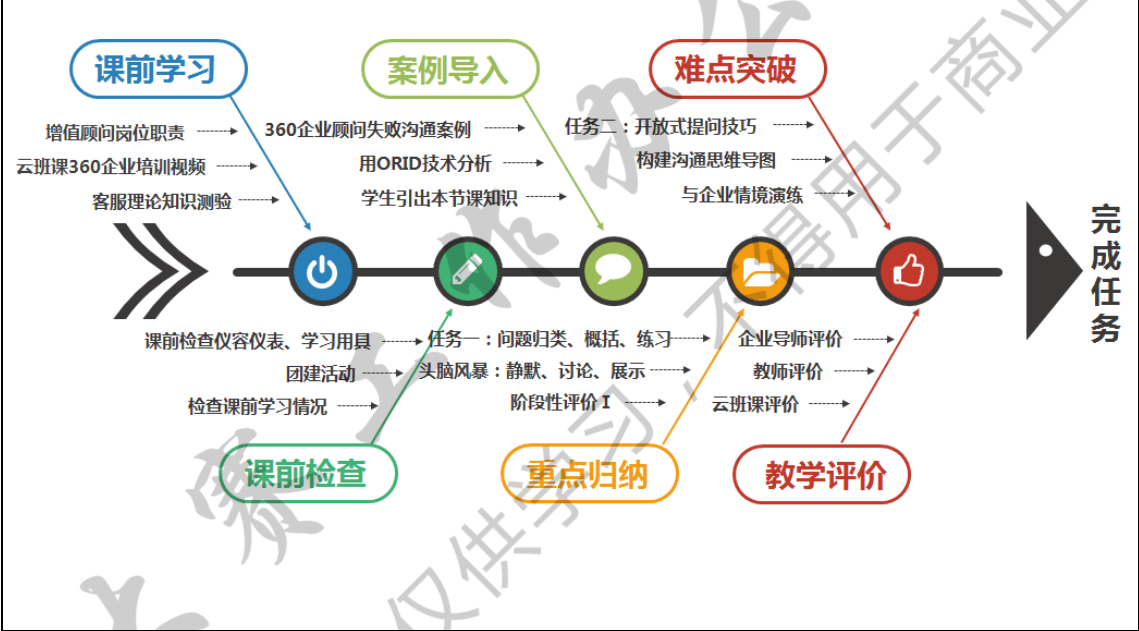 课前学习
增值顾问岗位职责
云班课360企业培训视频
客服理论知识测验
案例导入
360企业顾问失败沟通案例
用ORID技术分析
学生引出本节课知识
难点突破
任务二：开放式提问技巧
构建沟通思维导图
与企业情境演练
完成任务
课前检查仪容仪表、学习用具
团建活动
检查课前学习情况
课前检查
任务一：问题归类、概括、练习
头脑风暴：静默、讨论、展示
阶段性评价 I
重点归纳
企业导师评价
教师评价
云班课评价
教学评价
大赛工作办公
仅供学习，不得用于商业